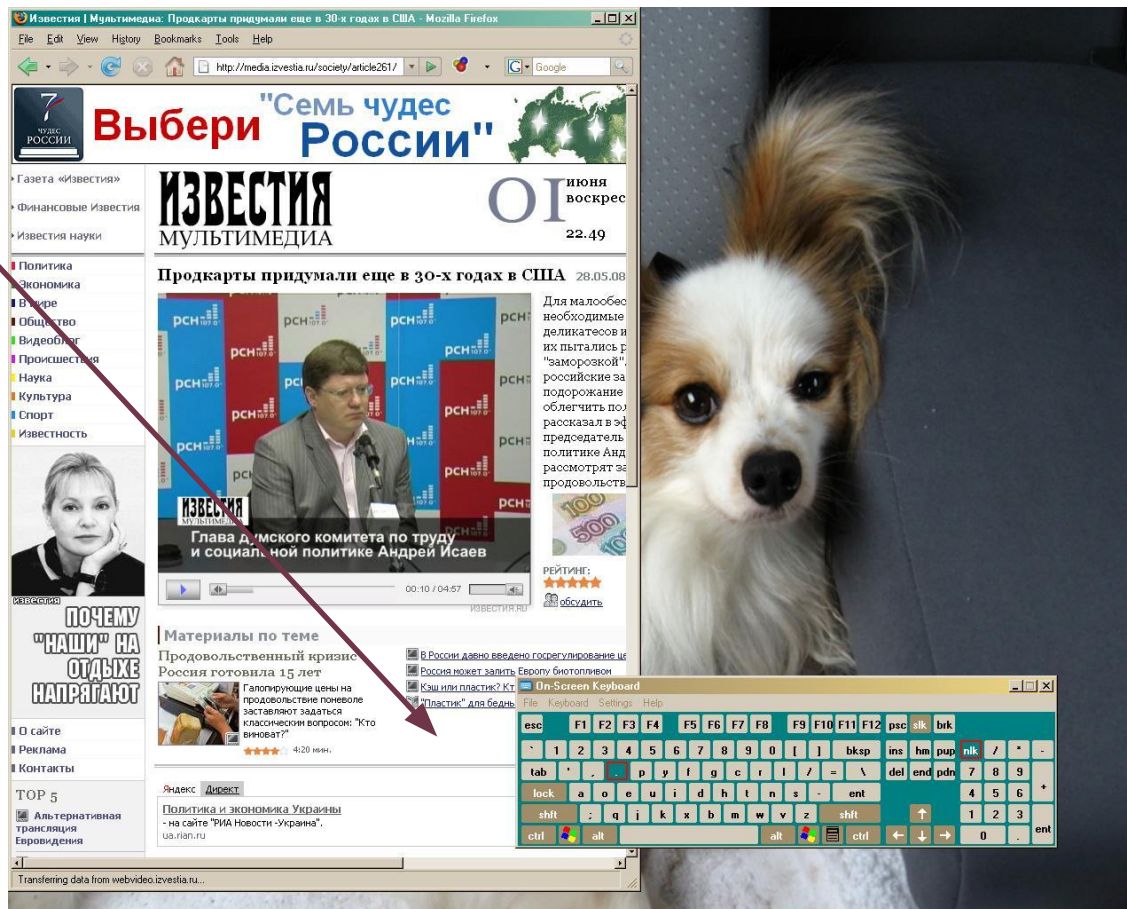 Известия | Мультимедиа: Продкарты придумали еще в 30-х годах в США - Mozilla Firefox
File Edit View History Bookmarks Tools Help
http://media.izvestia.ru/society/article261/
G Google
7
ЧУДЕС
РОССИИ
Выбери
"Семь чудес
России"
Газета «Известия»
Финансовые Известия
Известия науки
ИЗВЕСТИЯ
МУЛЬТИМЕДИА
01
июня
воскрес
22.49
Политика
Экономика
В мире
Общество
Видеоблог
Происшествия
Наука
Культура
Спорт
Известность
Продкарты придумали еще в 30-х годах в США 28.05.08
РСН 107.0
ИЗВЕСТИЯ
МУЛЬТИМЕДИА
Глава думского комитета по труду
и социальной политике Андрей Исаев
00:10 / 04:57
ИЗВЕСТИЯ.RU
Для малообес
необходимые
деликатесов и
их пытались р
"заморозкой".
российские за
подорожание
облегчить пол
рассказал в эф
председатель
политике Анд
рассмотрят за
продовольств
100
500
РЕЙТИНГ:
обсудить
ИЗВЕСТИЯ
ПОЧЕМУ
"НАШИ" НА
ОТДЫХЕ
НАПРЯГАЮТ
О сайте
Реклама
Контакты
TOP 5
Альтернативная
трансляция
Евровидения
Материалы по теме
Продовольственный кризис
Россия готовила 15 лет
Галопирующие цены на
продовольствие поневоле
заставляют задаться
классическим вопросом: "Кто
виноват?"
4:20 мин.
В России давно введено госрегулирование це
Россия может залить Европу биотопливом
Кэш или пластик? Кт
"Пластик" для бедны
Яндекс Директ
Политика и экономика Украины
- на сайте "РИА Новости -Украина".
ua.rian.ru
Transferring data from webvideo.izvestia.ru...
On-Screen Keyboard
File Keyboard Settings Help
esc F1 F2 F3 F4 F5 F6 F7 F8 F9 F10 F11 F12 psc slk brk
` 1 2 3 4 5 6 7 8 9 0 [ ] bksp ins hm pup nlk / * -
tab ' , . p y f g c r l / = \ del end pdn 7 8 9 +
lock a o e u i d h t n s - ent 4 5 6
shft ; q j k x b m w v z shft ↑ 1 2 3 ent
ctrl alt alt ctrl ← ↓ → 0 .